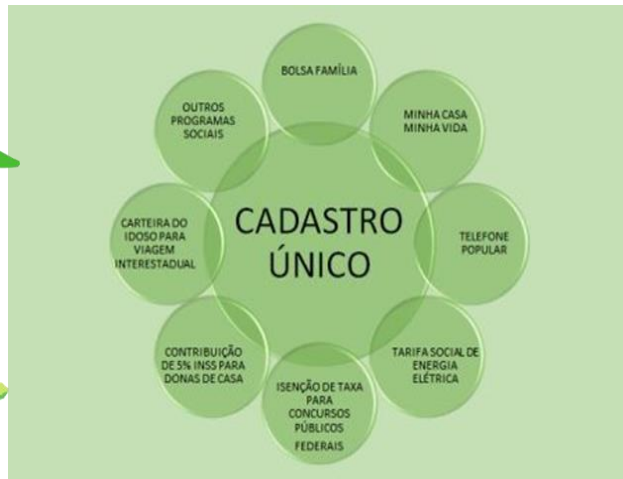 BOLSA FAMÍLIA
MINHA CASA
MINHA VIDA
TELEFONE
POPULAR
TARIFA SOCIAL DE
ENERGIA
ELÉTRICA
ISENÇÃO DE TAXA
PARA
CONCURSOS
PÚBLICOS
FEDERAIS
CONTRIBUIÇÃO
DE 5% INSS PARA
DONAS DE CASA
CARTEIRA DO
IDOSO PARA
VIAGEM
INTERESTADUAL
OUTROS
PROGRAMAS
SOCIAIS
CADASTRO
ÚNICO